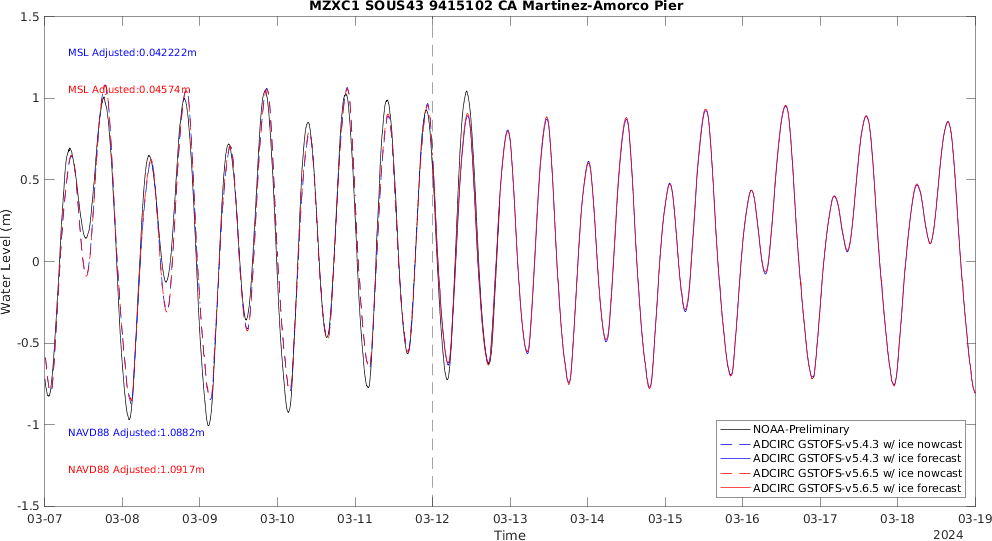 MZXC1 SOUS43 9415102 CA Martinez-Amorco Pier
1.5
1
0.5
0
-0.5
-1
-1.5
Water Level (m)
MSL Adjusted:0.042222m
MSL Adjusted:0.04574m
NAVD88 Adjusted:1.0882m
NAVD88 Adjusted:1.0917m
NOAA-Preliminary
ADCIRC GSTOFS-v5.4.3 w/ ice nowcast
ADCIRC GSTOFS-v5.4.3 w/ ice forecast
ADCIRC GSTOFS-v5.6.5 w/ ice nowcast
ADCIRC GSTOFS-v5.6.5 w/ ice forecast
03-07 03-08 03-09 03-10 03-11 03-12 03-13 03-14 03-15 03-16 03-17 03-18 03-19
Time
2024